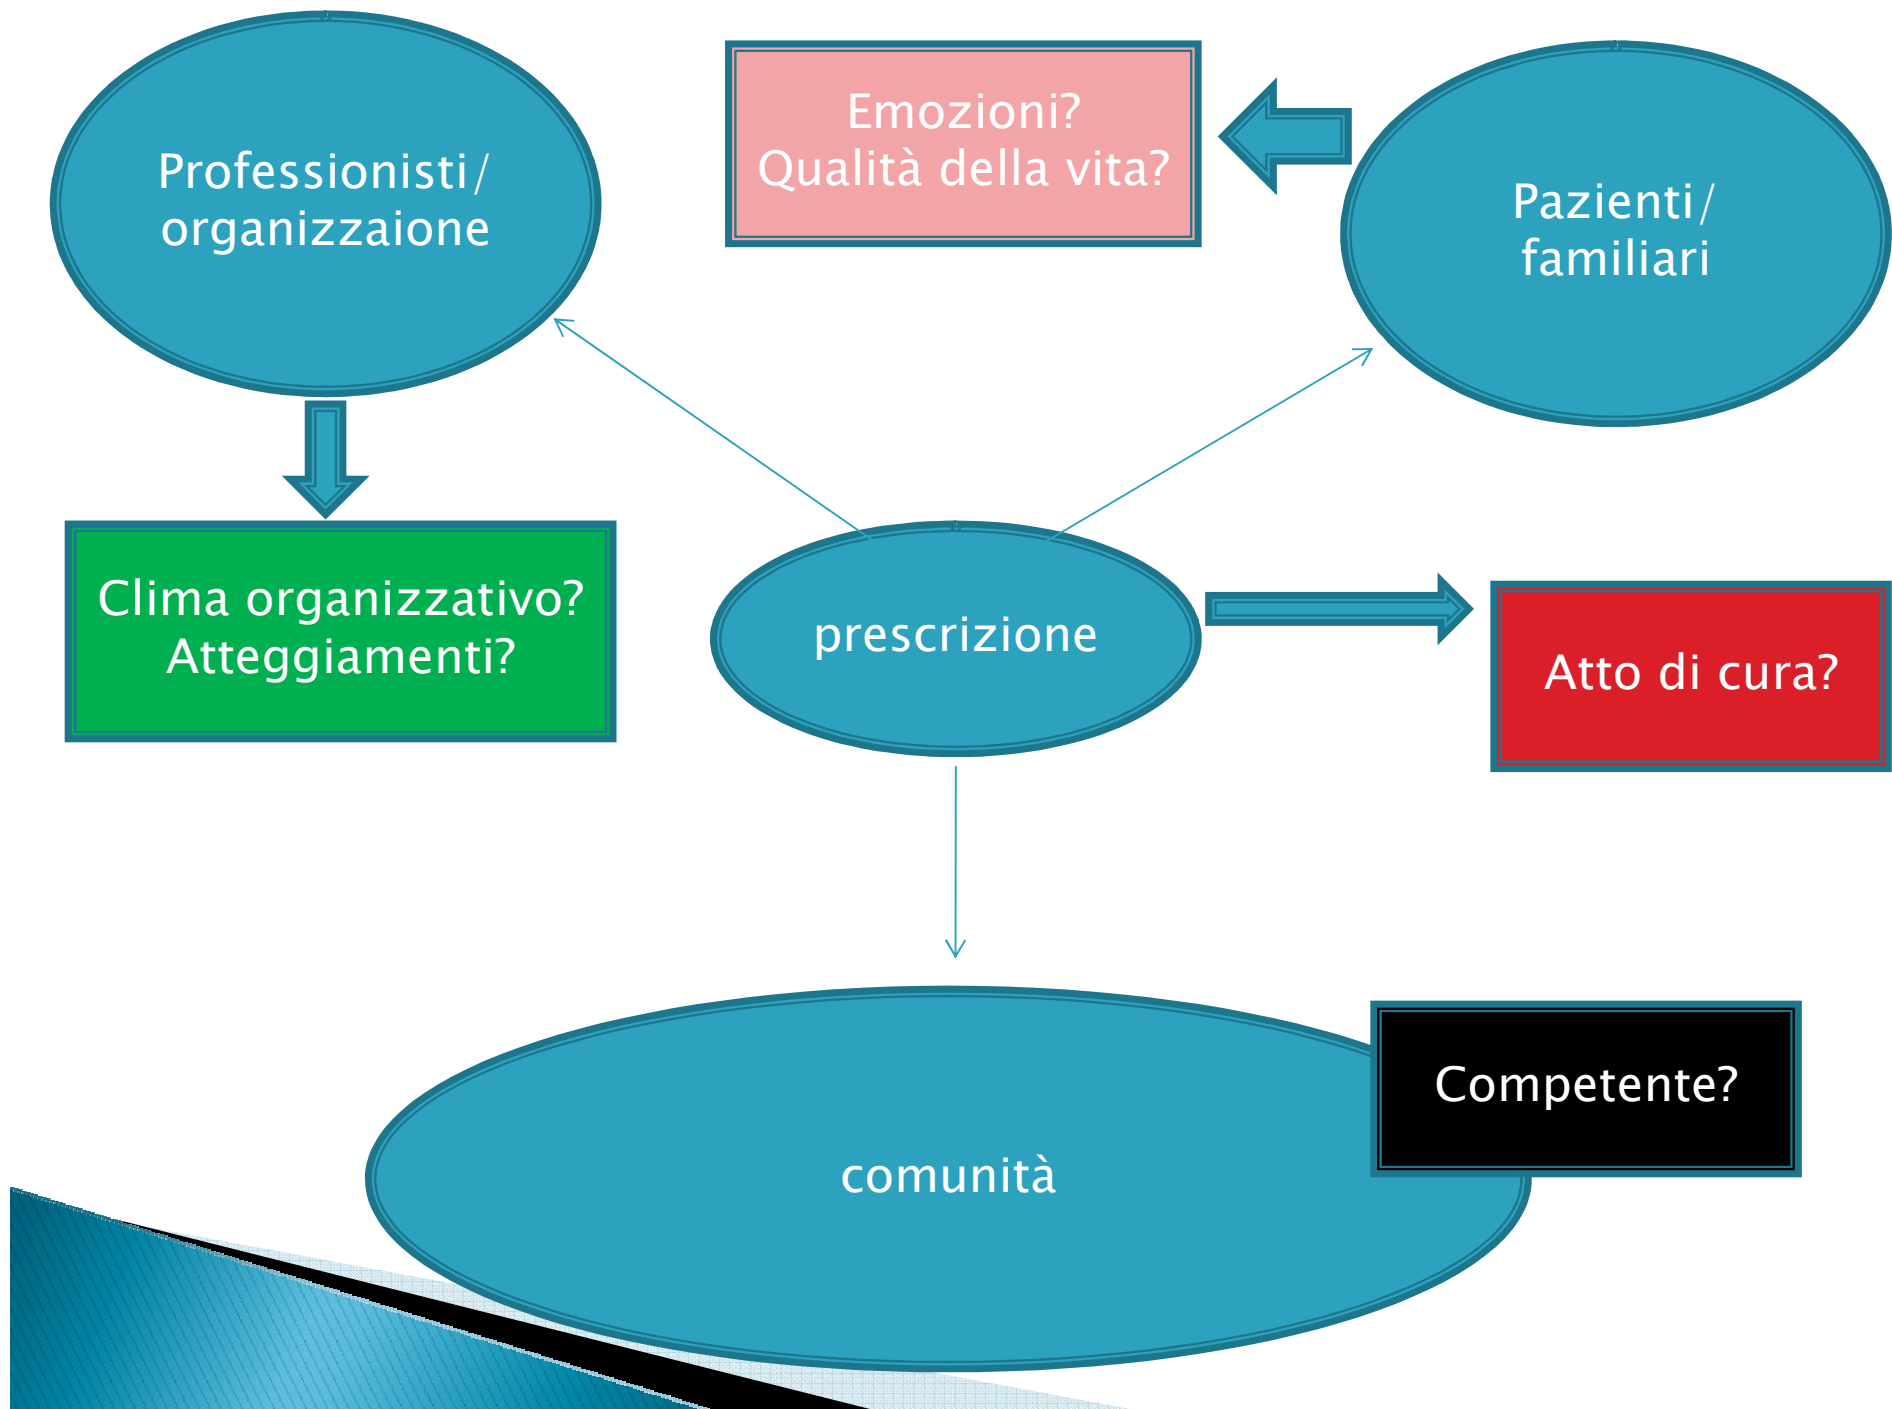 Professionisti/
organizzaione
Emozioni?
Qualità della vita?
Pazienti/
familiari
Clima organizzativo?
Atteggiamenti?
prescrizione
Atto di cura?
Competente?
comunità